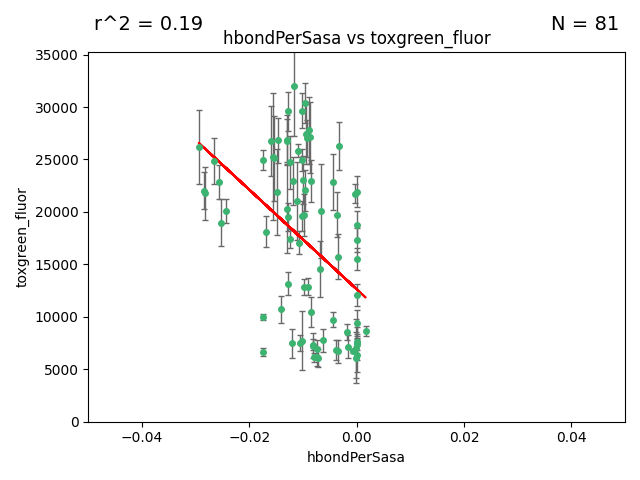 r^2 = 0.19
N = 81
hbondPerSasa vs toxgreen_fluor
35000
30000
25000
20000
15000
10000
5000
0
toxgreen_fluor
−0.04
−0.02
0.00
0.02
0.04
hbondPerSasa